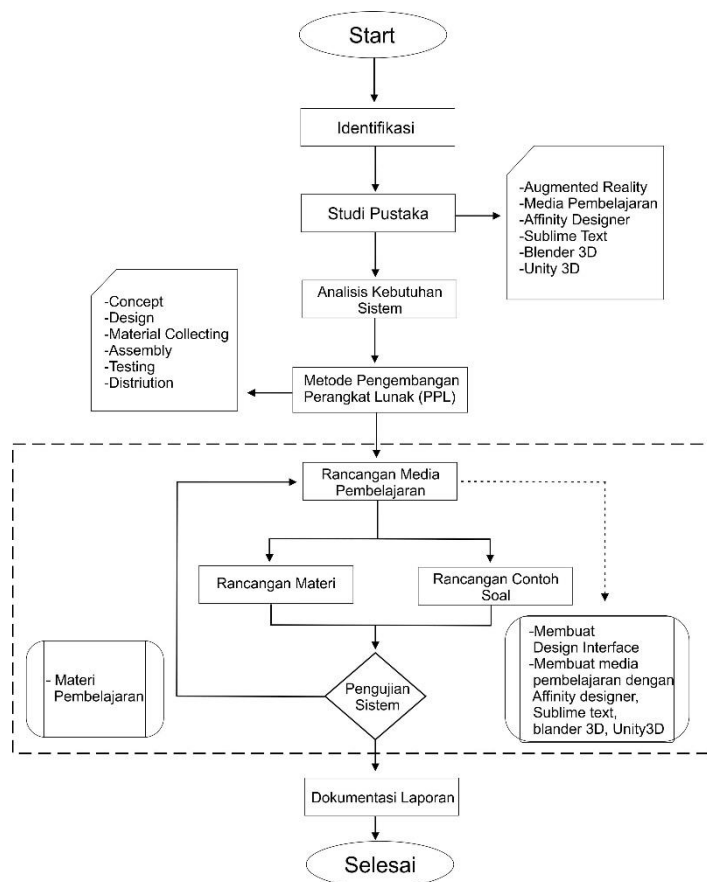 Start
Identifikasi
Studi Pustaka
-Augmented Reality
-Media Pembelajaran
-Affinity Designer
-Sublime Text
-Blender 3D
-Unity 3D
Analisis Kebutuhan
Sistem
-Concept
-Design
-Material Collecting
-Assembly
-Testing
-Distriution
Metode Pengembangan
Perangkat Lunak (PPL)
Rancangan Media
Pembelajaran
Rancangan Materi
Rancangan Contoh
Soal
- Materi
Pembelajaran
Pengujian
Sistem
-Membuat
Design Interface
-Membuat media
pembelajaran dengan
Affinity designer,
Sublime text,
blander 3D, Unity3D
Dokumentasi Laporan
Selesai